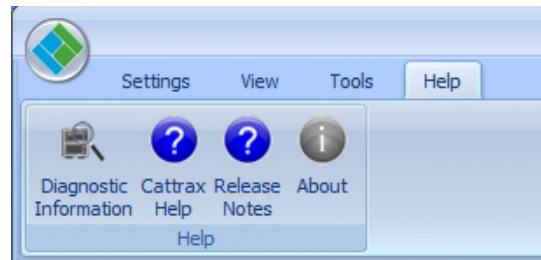 Settings View Tools Help
Diagnostic Cattrax Release About
Information Help Notes
Help